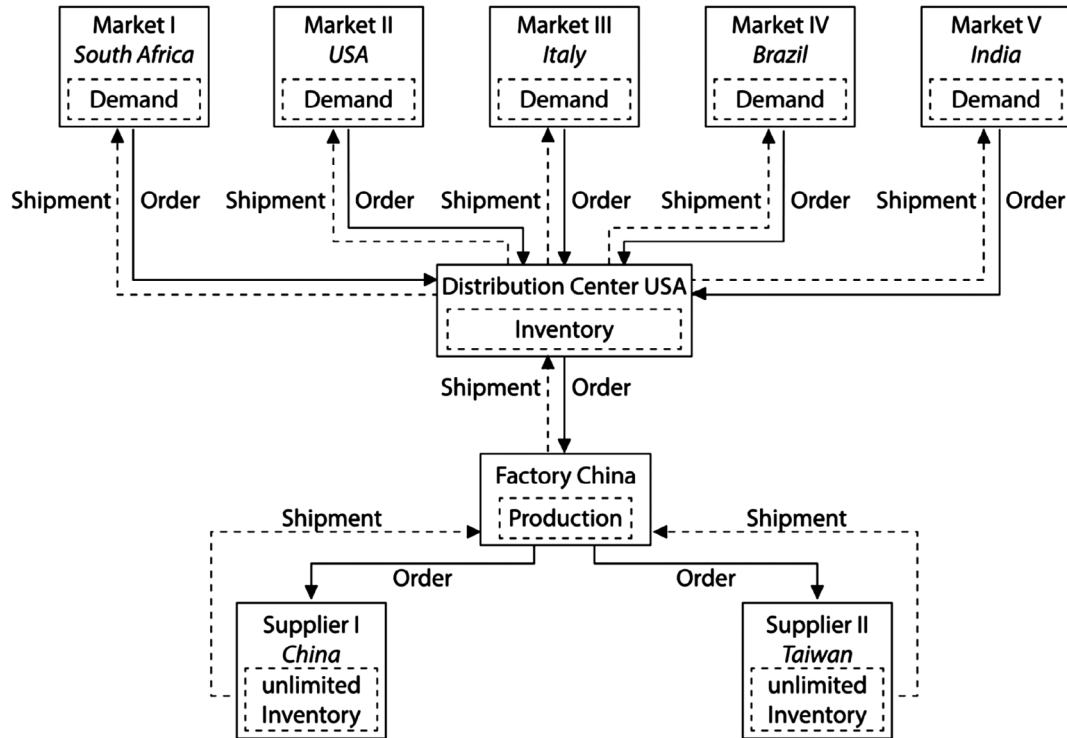 Market I
South Africa
Demand
Market II
USA
Demand
Market III
Italy
Demand
Market IV
Brazil
Demand
Market V
India
Demand
Shipment
Order
Shipment
Order
Shipment
Order
Shipment
Order
Shipment
Order
Distribution Center USA
Inventory
Shipment
Order
Factory China
Production
Shipment
Shipment
Order
Order
Supplier I
China
unlimited
Inventory
Supplier II
Taiwan
unlimited
Inventory